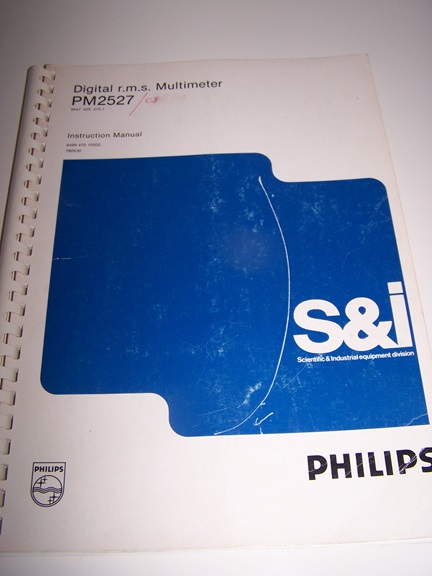 Digital r.m.s. Multimeter
PM2527/
Instruction Manual
S&i
Scientific & Industrial equipment division
PHILIPS
PHILIPS